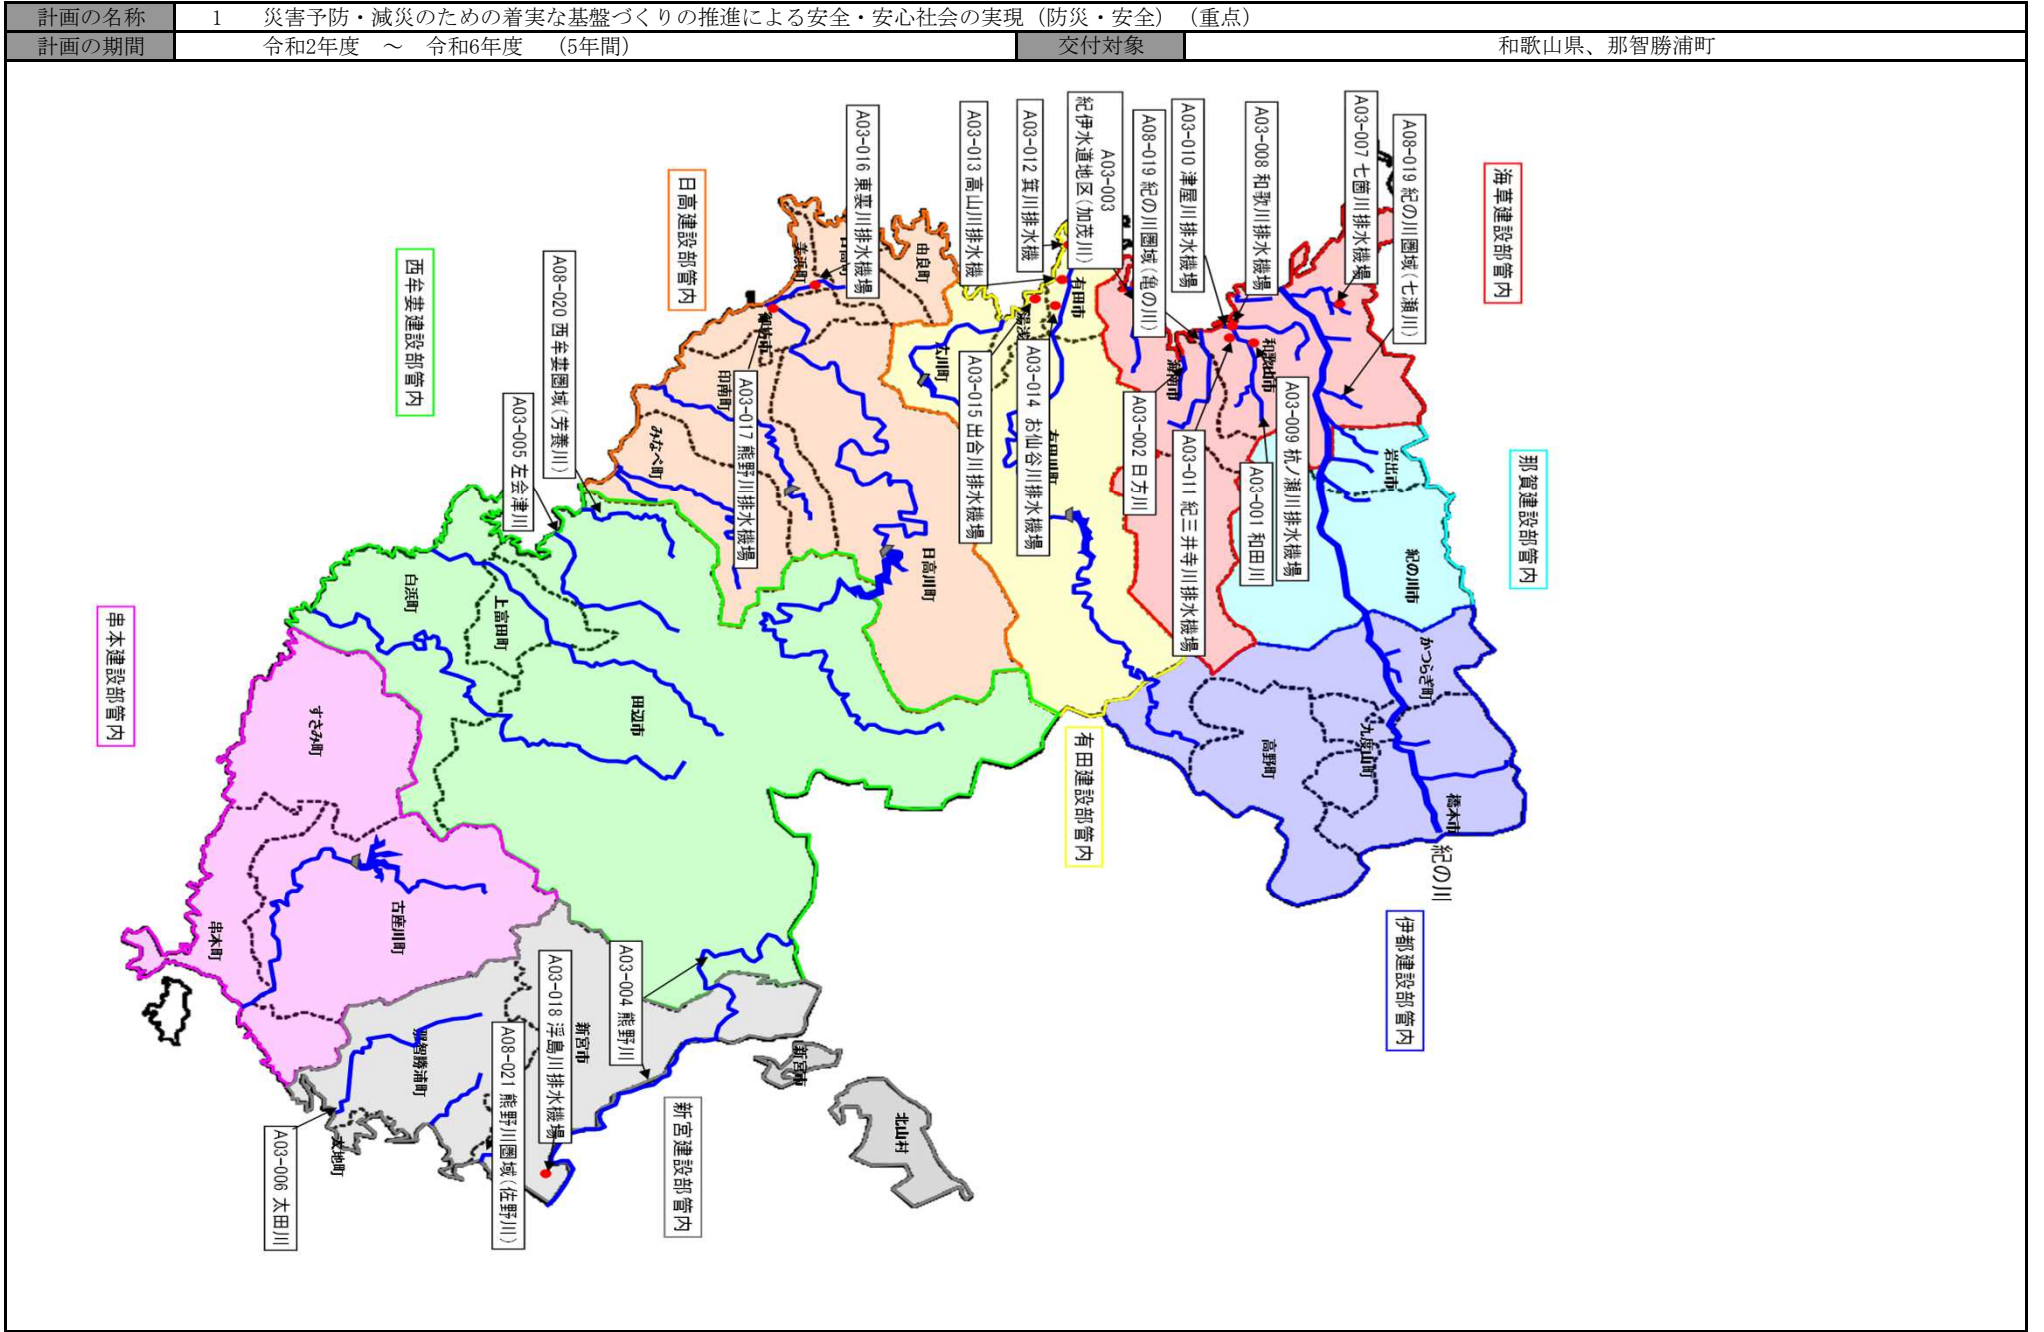 計画の名称
1 災害予防・減災のための着実な基盤づくりの推進による安全・安心社会の実現（防災・安全）（重点）
計画の期間
令和2年度 ～ 令和6年度 （5年間）
交付対象
和歌山県、那智勝浦町
海草建設部管内
A08-019 紀の川圏域(七瀬川)
A03-007 七箇川排水機場
A03-008 和歌川排水機場
A03-010 津屋川排水機場
A08-019 紀の川圏域(亀の川)
A03-003
紀伊水道地区(加茂川)
A03-012 箕川排水機
A03-013 高山川排水機
A03-016 東裏川排水機場
日高建設部管内
西牟婁建設部管内
A08-020 西牟婁圏域(芳養川)
A03-005 左会津川
A03-017 熊野川排水機場
A03-015 出合川排水機場
A03-014 お仙谷川排水機場
A03-002 日方川
A03-011 紀三井寺川排水機場
A03-001 和田川
A03-009 杭ノ瀬川排水機場
那賀建設部管内
和歌山市
海南市
岩出市
紀の川市
かつらぎ町
九度山町
高野町
橋本市
紀の川
伊都建設部管内
有田市
有田川町
広川町
有田建設部管内
由良町
美浜町
御坊市
印南町
みなべ町
日高川町
田辺市
上富田町
白浜町
串本建設部管内
すさみ町
古座川町
串本町
新宮市
那智勝浦町
太地町
新宮市
北山村
A03-004 熊野川
A03-018 浮島川排水機場
A08-021 熊野川圏域(佐野川)
A03-006 太田川
新宮建設部管内